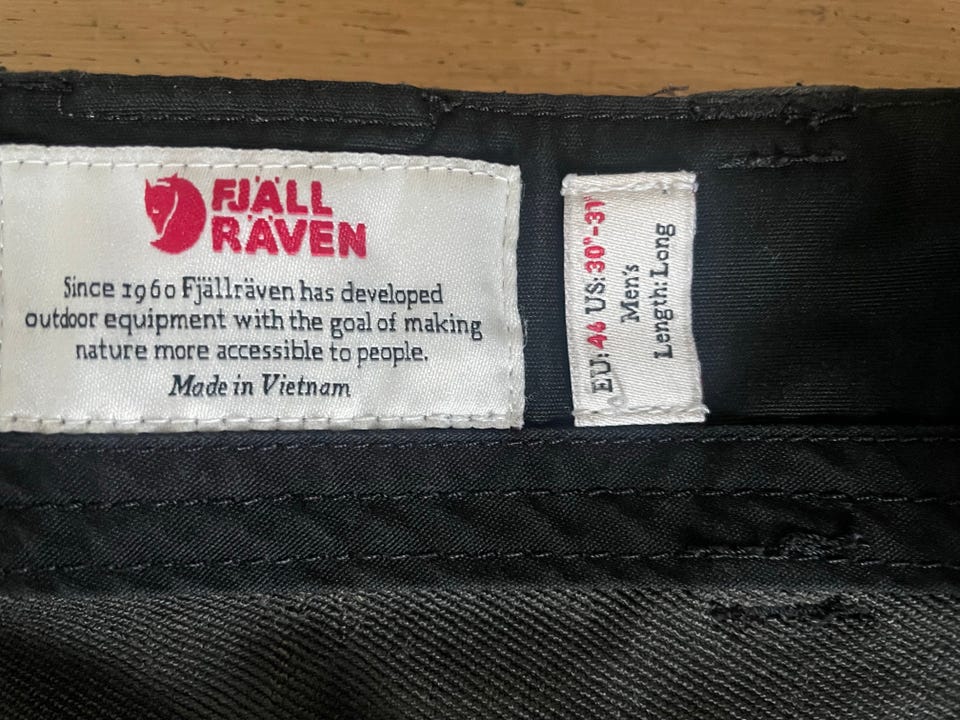 FJÄLL
RÄVEN
Since 1960 Fjällräven has developed
outdoor equipment with the goal of making
nature more accessible to people.
Made in Vietnam
EU:44 US:30"-31"
Men's
Length:Long